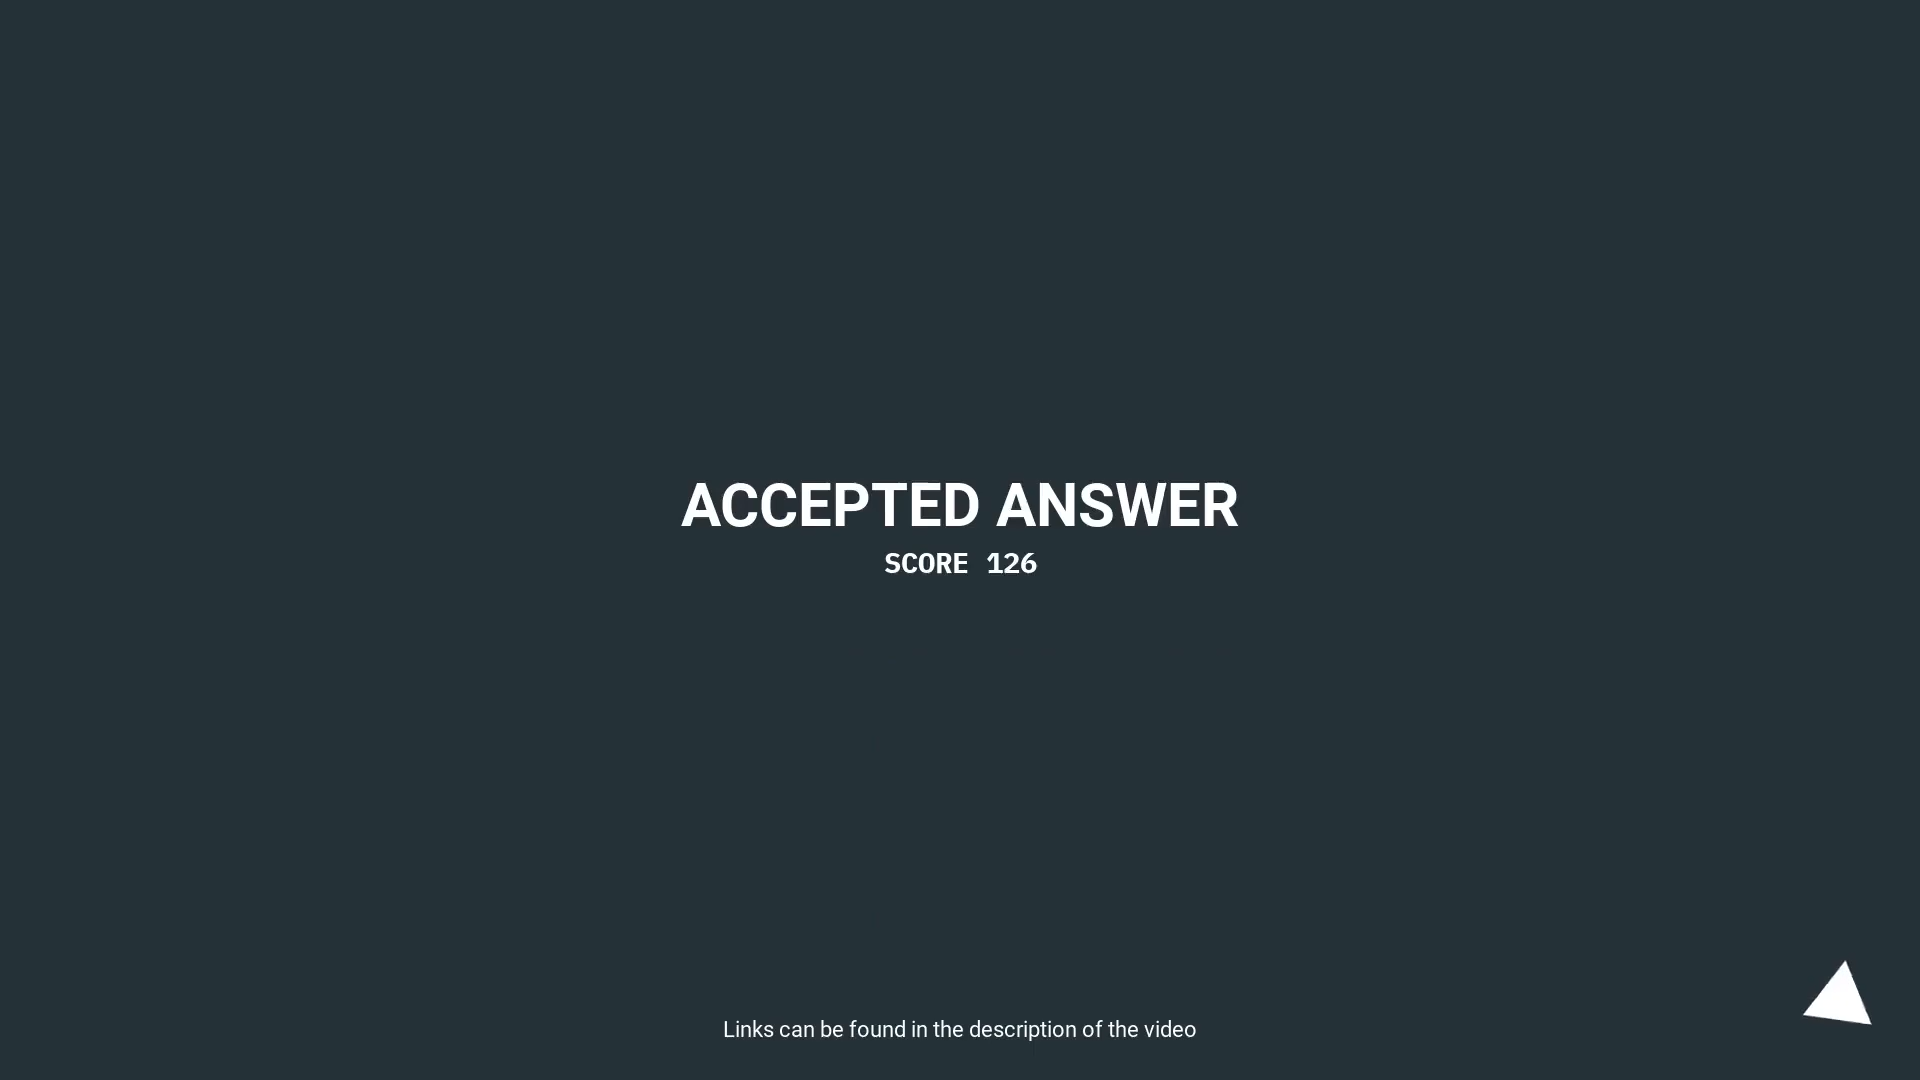 ACCEPTED ANSWER
SCORE 126
Links can be found in the description of the video